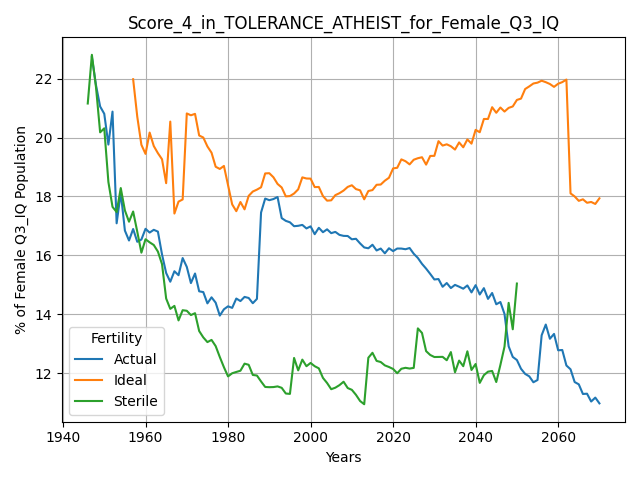 Score_4_in_TOLERANCE_ATHEIST_for_Female_Q3_IQ
% of Female Q3_IQ Population
22
20
18
16
14
12
Fertility
Actual
Ideal
Sterile
1940 1960 1980 2000 2020 2040 2060
Years